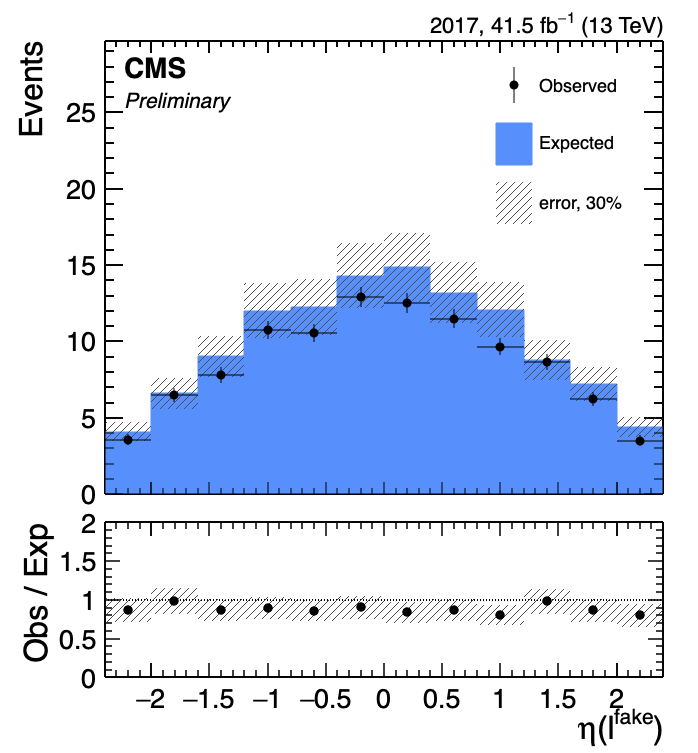 2017, 41.5 fb⁻¹ (13 TeV)
CMS
Preliminary
Events
Observed
Expected
error, 30%
25
20
15
10
5
0
Obs / Exp
2
1.5
1
0.5
0
−2 −1.5 −1 −0.5 0 0.5 1 1.5 2
η(l^fake)